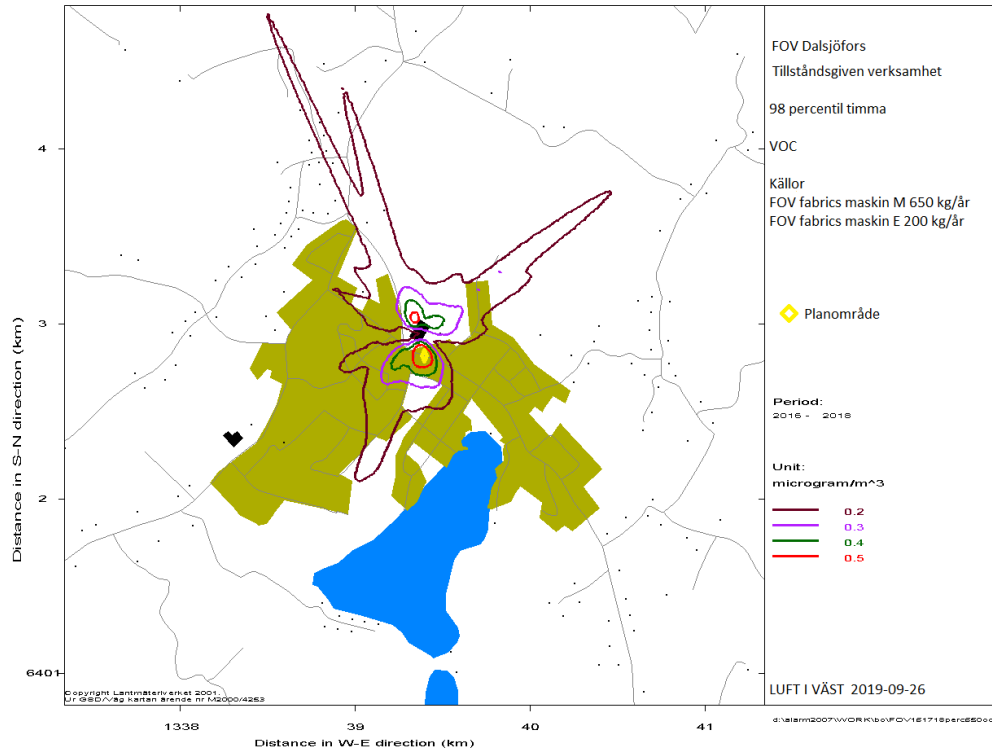 FOV Dalsjöfors
Tillståndsgiven verksamhet
98 percentil timma
VOC
Källor
FOV fabrics maskin M 650 kg/år
FOV fabrics maskin E 200 kg/år
Planområde
Period:
2016 - 2018
Unit:
microgram/m^3
0.2
0.3
0.4
0.5
LUFT I VÄST 2019-09-26
Distance in S-N direction (km)
4
3
2
6401
Copyright Lantmäteriverket 2001.
Ur GSD/Väg kartan ärende nr M2000/4253
1338
39
40
41
Distance in W-E direction (km)